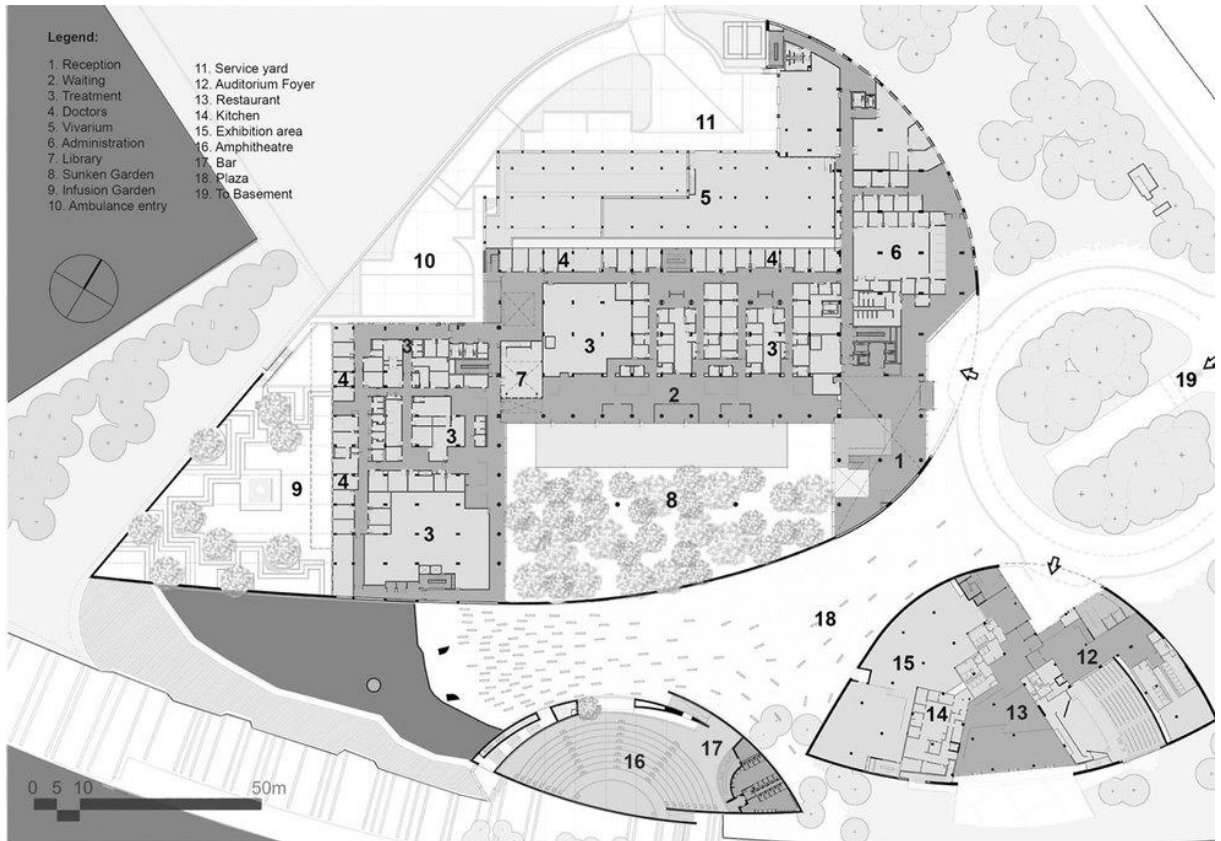 Legend:
1. Reception
2. Waiting
3. Treatment
4. Doctors
5. Vivarium
6. Administration
7. Library
8. Sunken Garden
9. Infusion Garden
10. Ambulance entry
11. Service yard
12. Auditorium Foyer
13. Restaurant
14. Kitchen
15. Exhibition area
16. Amphitheatre
17. Bar
18. Plaza
19. To Basement
11
5
4 4
6
10
3
3 3
7
4
2
19
3
1
4
9
8
3
18
12
15
13
14
17
16
0 5 10 50m